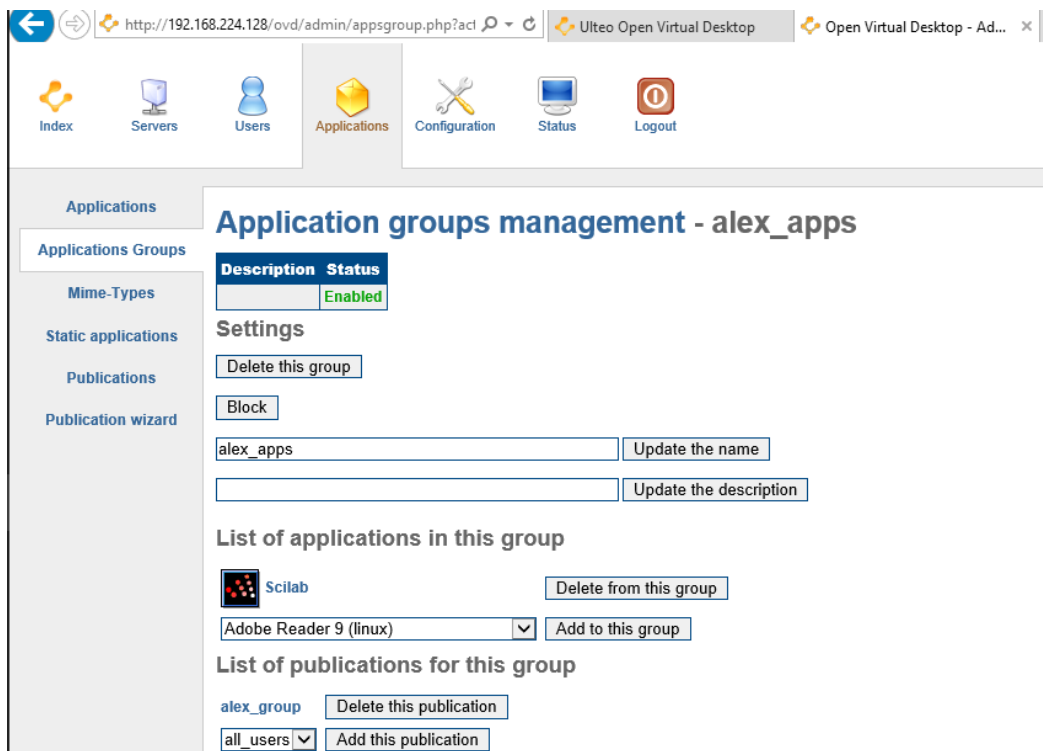 http://192.168.224.128/ovd/admin/appsgroup.php?act
Ulteo Open Virtual Desktop
Open Virtual Desktop - Ad...
Index
Servers
Users
Applications
Configuration
Status
Logout
Applications
Applications Groups
Mime-Types
Static applications
Publications
Publication wizard
Application groups management - alex_apps
Description Status
Enabled
Settings
Delete this group
Block
alex_apps Update the name
Update the description
List of applications in this group
Scilab Delete from this group
Adobe Reader 9 (linux) Add to this group
List of publications for this group
alex_group Delete this publication
all_users Add this publication